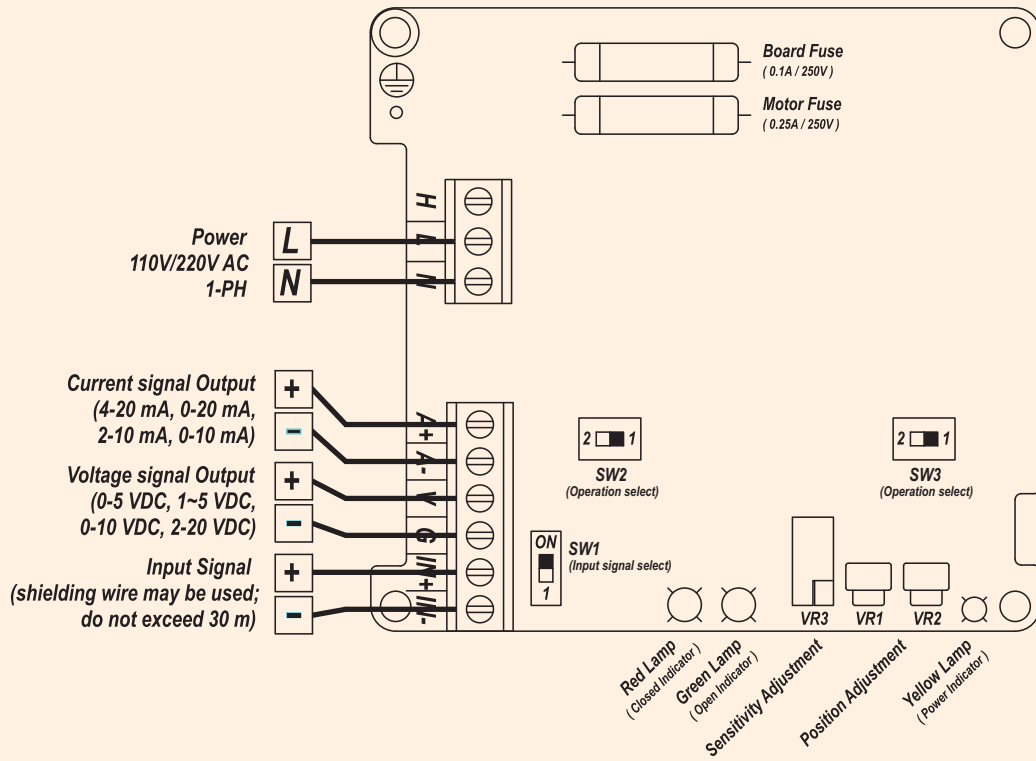 Board Fuse
( 0.1A / 250V )
Motor Fuse
( 0.25A / 250V )
H
L
N
Power
110V/220V AC
1-PH
L
N
Current signal Output
(4-20 mA, 0-20 mA,
2-10 mA, 0-10 mA)
+
-
Voltage signal Output
(0-5 VDC, 1~5 VDC,
0-10 VDC, 2-20 VDC)
+
-
Input Signal
(shielding wire may be used;
do not exceed 30 m)
+
-
A+
A-
V
G
IN+
IN-
2 1
SW2
(Operation select)
2 1
SW3
(Operation select)
ON
1
SW1
(Input signal select)
VR3
VR1
VR2
Red Lamp
( Closed Indicator )
Green Lamp
( Open Indicator )
Sensitivity Adjustment
Position Adjustment
Yellow Lamp
( Power Indicator )